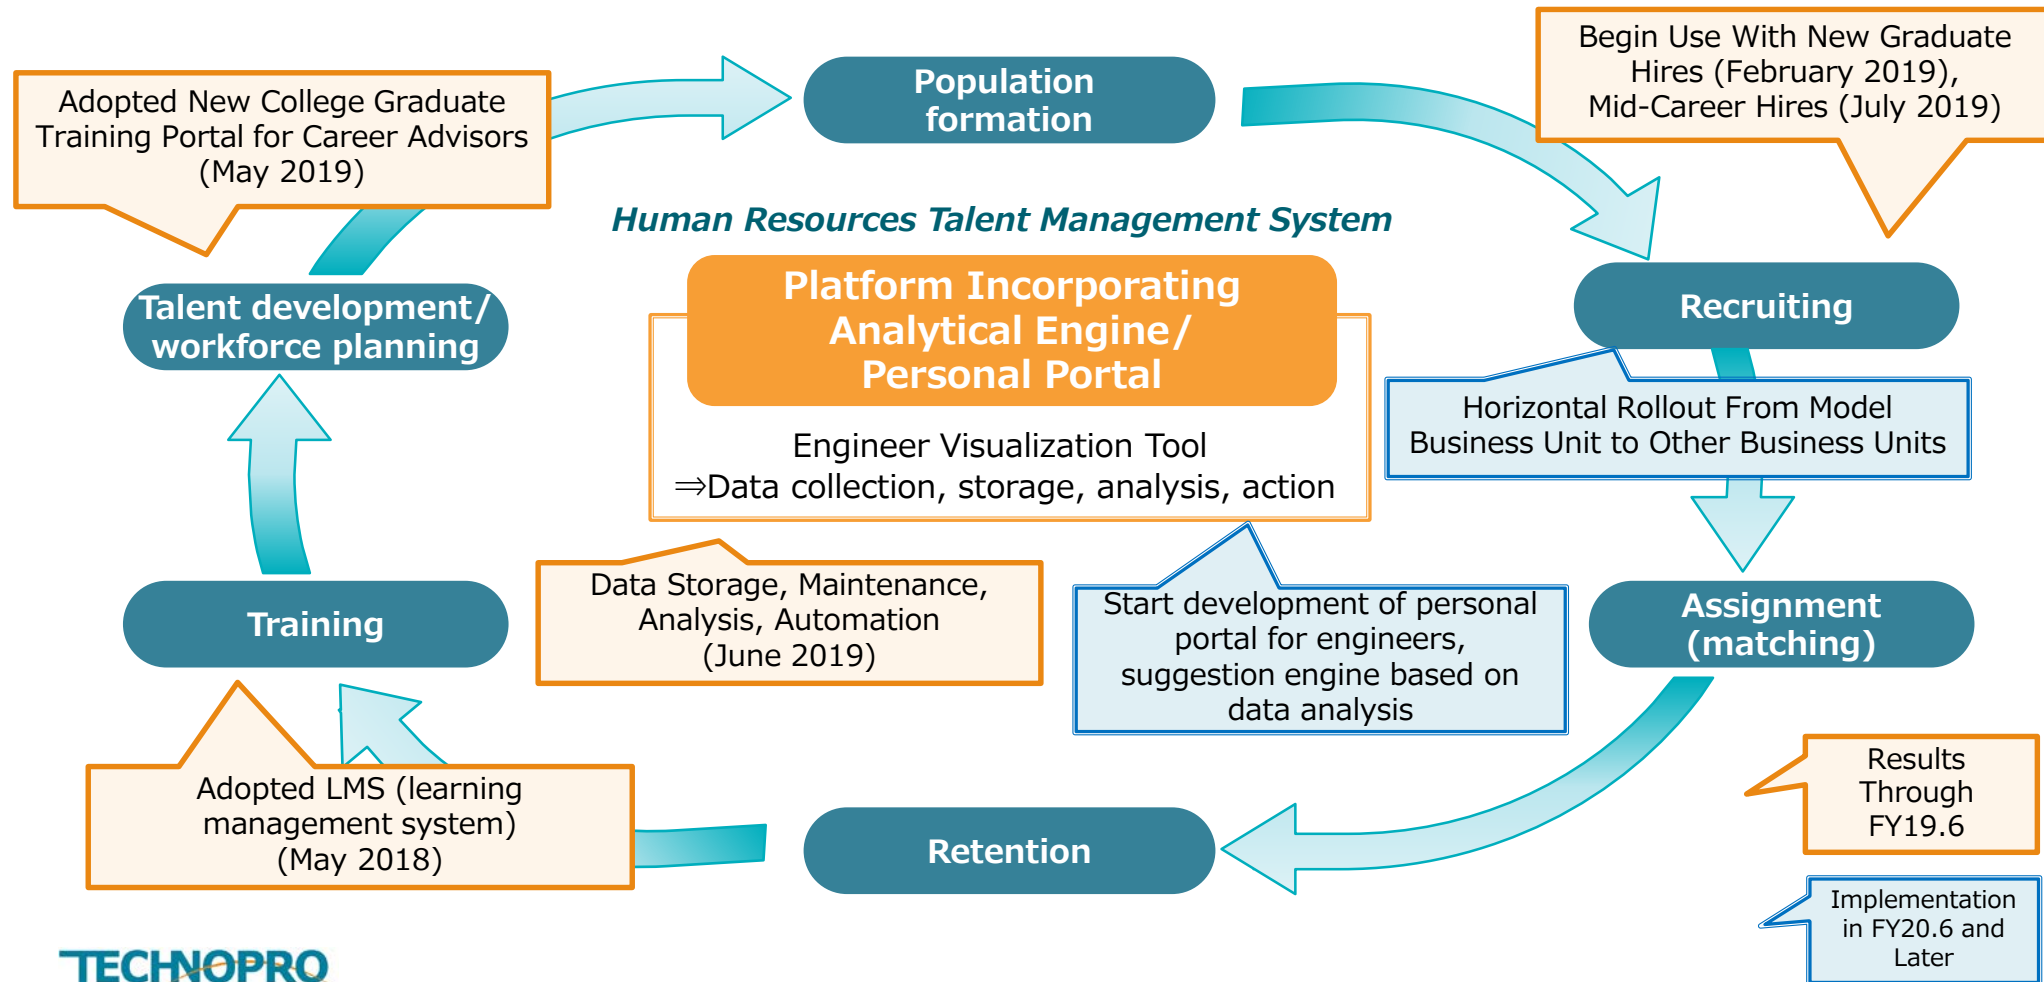 Begin Use With New Graduate
Hires (February 2019),
Mid-Career Hires (July 2019)
Adopted New College Graduate
Training Portal for Career Advisors
(May 2019)
Population
formation
Human Resources Talent Management System
Platform Incorporating
Analytical Engine/
Personal Portal
Engineer Visualization Tool
⇒Data collection, storage, analysis, action
Talent development/
workforce planning
Recruiting
Horizontal Rollout From Model
Business Unit to Other Business Units
Data Storage, Maintenance,
Analysis, Automation
(June 2019)
Start development of personal
portal for engineers,
suggestion engine based on
data analysis
Training
Assignment
(matching)
Adopted LMS (learning
management system)
(May 2018)
Retention
Results
Through
FY19.6
Implementation
in FY20.6 and
Later
TECHNOPRO